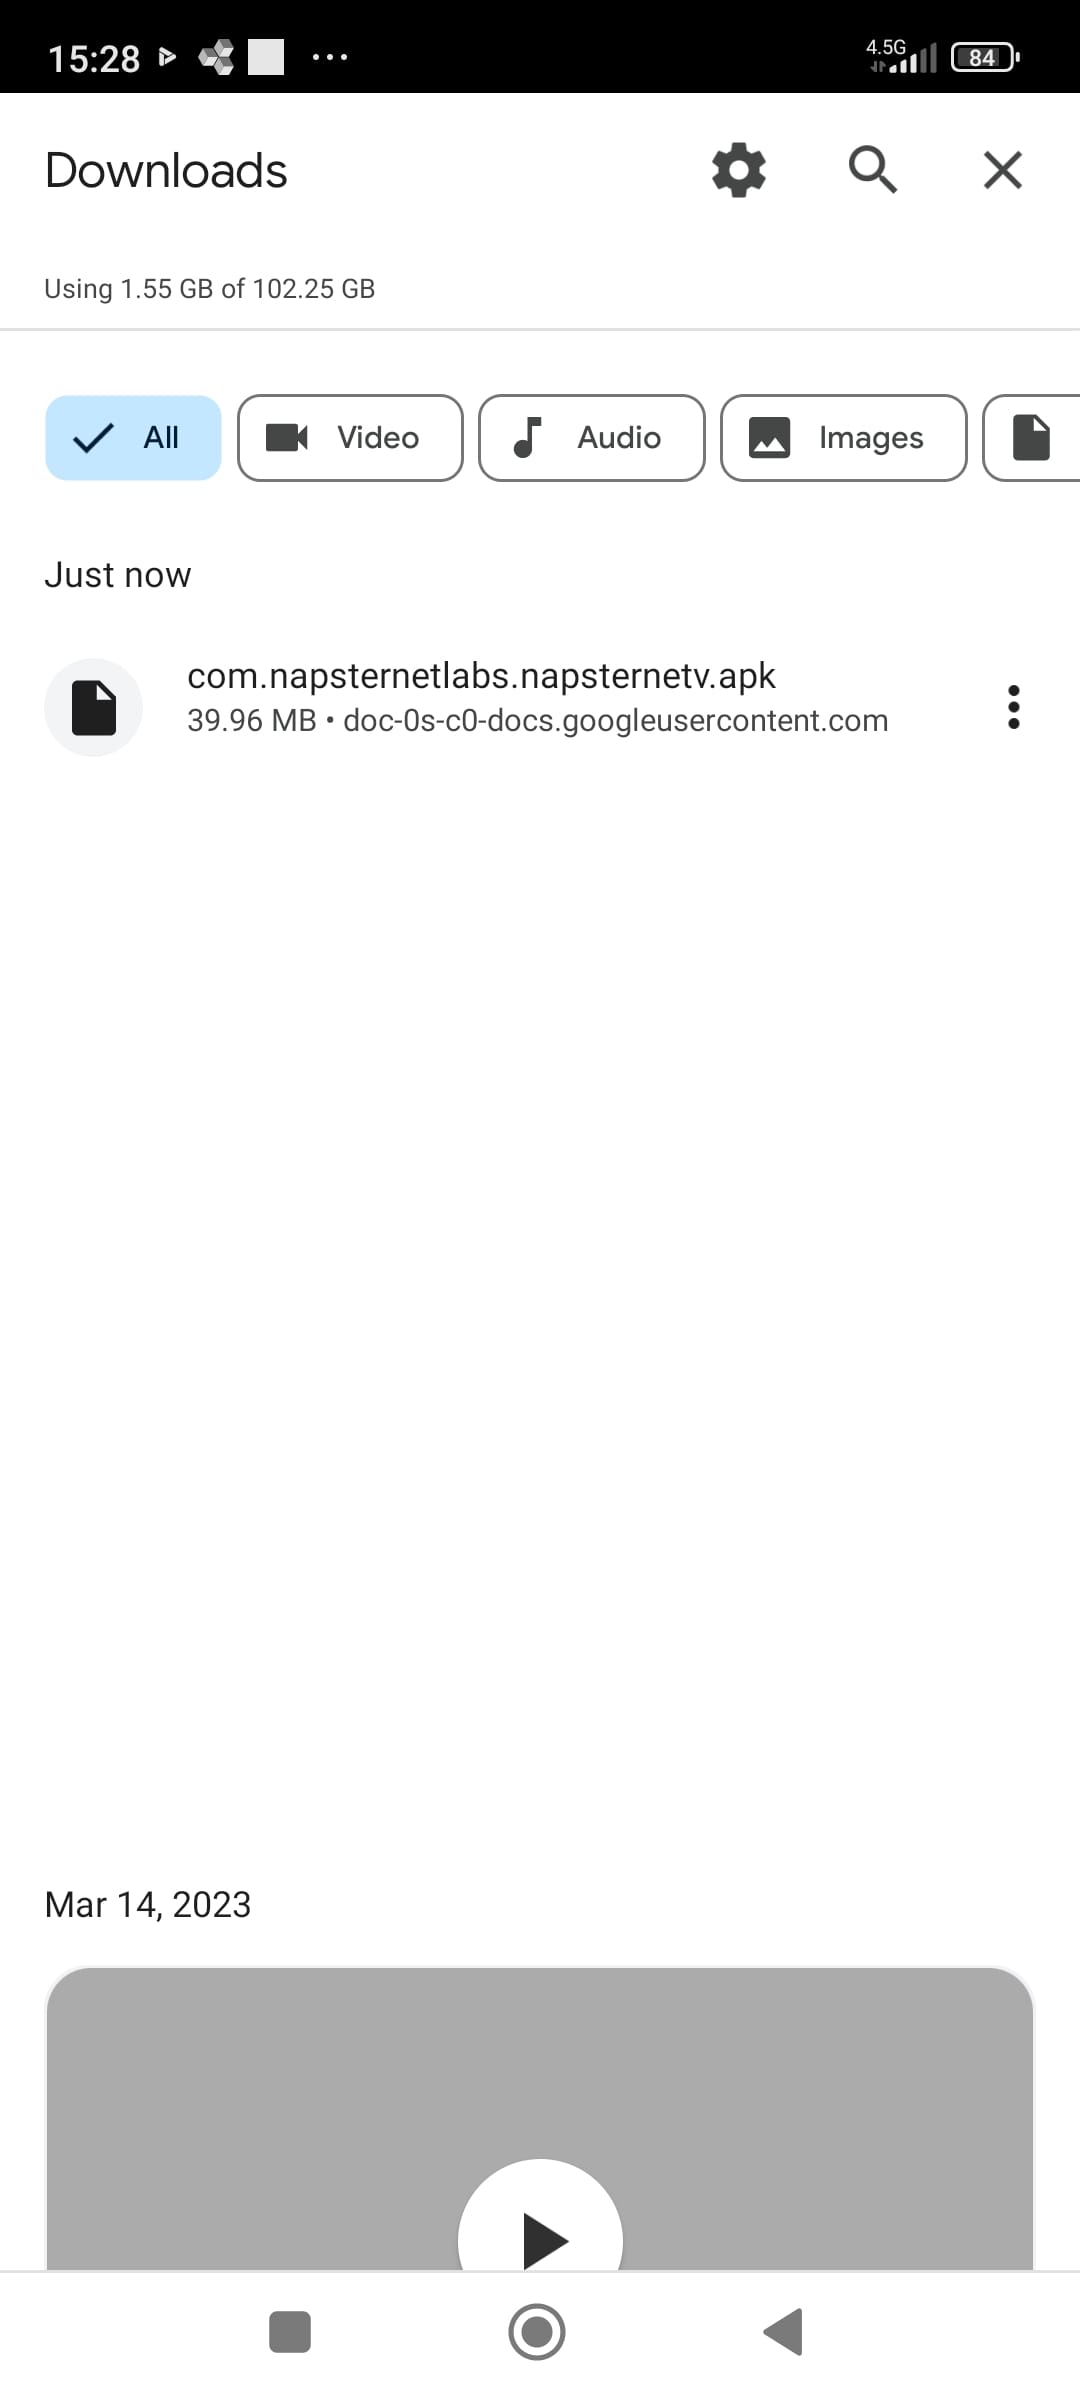 15:28
4.5G
84
Downloads
Using 1.55 GB of 102.25 GB
All
Video
Audio
Images
Just now
com.napsternetlabs.napsternetv.apk
39.96 MB • doc-0s-c0-docs.googleusercontent.com
Mar 14, 2023